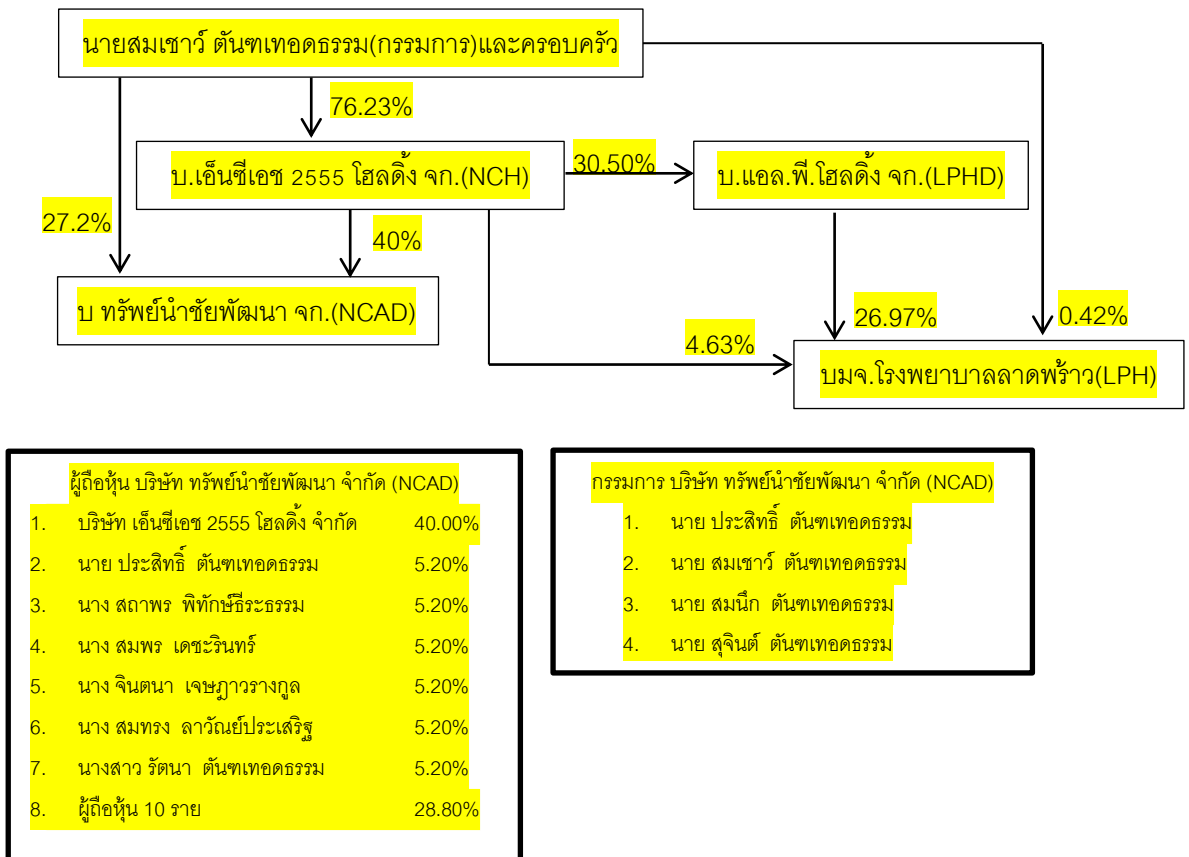 นายสมเชาว์ ตันฑเทอดธรรม(กรรมการ)และครอบครัว
76.23%
บ.เอ็นซีเอช 2555 โฮลดิ้ง จก.(NCH)
30.50%
บ.แอล.พี.โฮลดิ้ง จก.(LPHD)
27.2%
40%
บ ทรัพย์นำชัยพัฒนา จก.(NCAD)
4.63%
26.97%
0.42%
บมจ.โรงพยาบาลลาดพร้าว(LPH)
ผู้ถือหุ้น บริษัท ทรัพย์นำชัยพัฒนา จำกัด (NCAD)
1. บริษัท เอ็นซีเอช 2555 โฮลดิ้ง จำกัด 40.00%
2. นาย ประสิทธิ์ ตันฑเทอดธรรม 5.20%
3. นาง สถาพร พิทักษ์ธีระธรรม 5.20%
4. นาง สมพร เดชะรินทร์ 5.20%
5. นาง จินตนา เจษฎาวรางกูล 5.20%
6. นาง สมทรง ลาวัณย์ประเสริฐ 5.20%
7. นางสาว รัตนา ตันฑเทอดธรรม 5.20%
8. ผู้ถือหุ้น 10 ราย 28.80%
กรรมการ บริษัท ทรัพย์นำชัยพัฒนา จำกัด (NCAD)
1. นาย ประสิทธิ์ ตันฑเทอดธรรม
2. นาย สมเชาว์ ตันฑเทอดธรรม
3. นาย สมนึก ตันฑเทอดธรรม
4. นาย สุจินต์ ตันฑเทอดธรรม